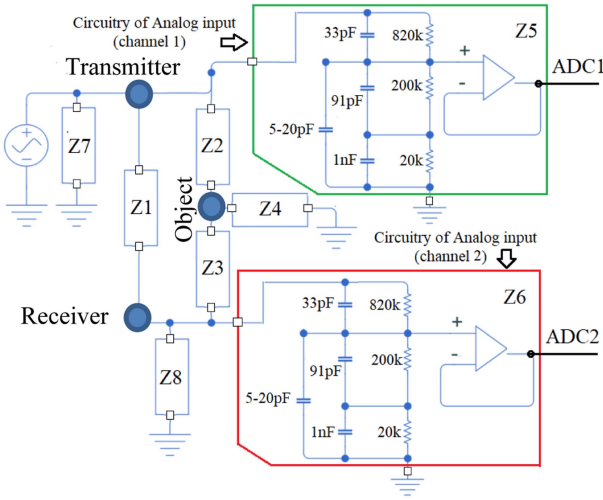 Circuitry of Analog input
(channel 1)
Z5
33pF
820k
+
ADC1
Transmitter
-
200k
91pF
5-20pF
Z7
Z2
1nF
20k
Z1
Object
Z4
Circuitry of Analog input
(channel 2)
Z3
Z6
33pF
820k
Receiver
+
ADC2
-
200k
91pF
Z8
5-20pF
1nF
20k